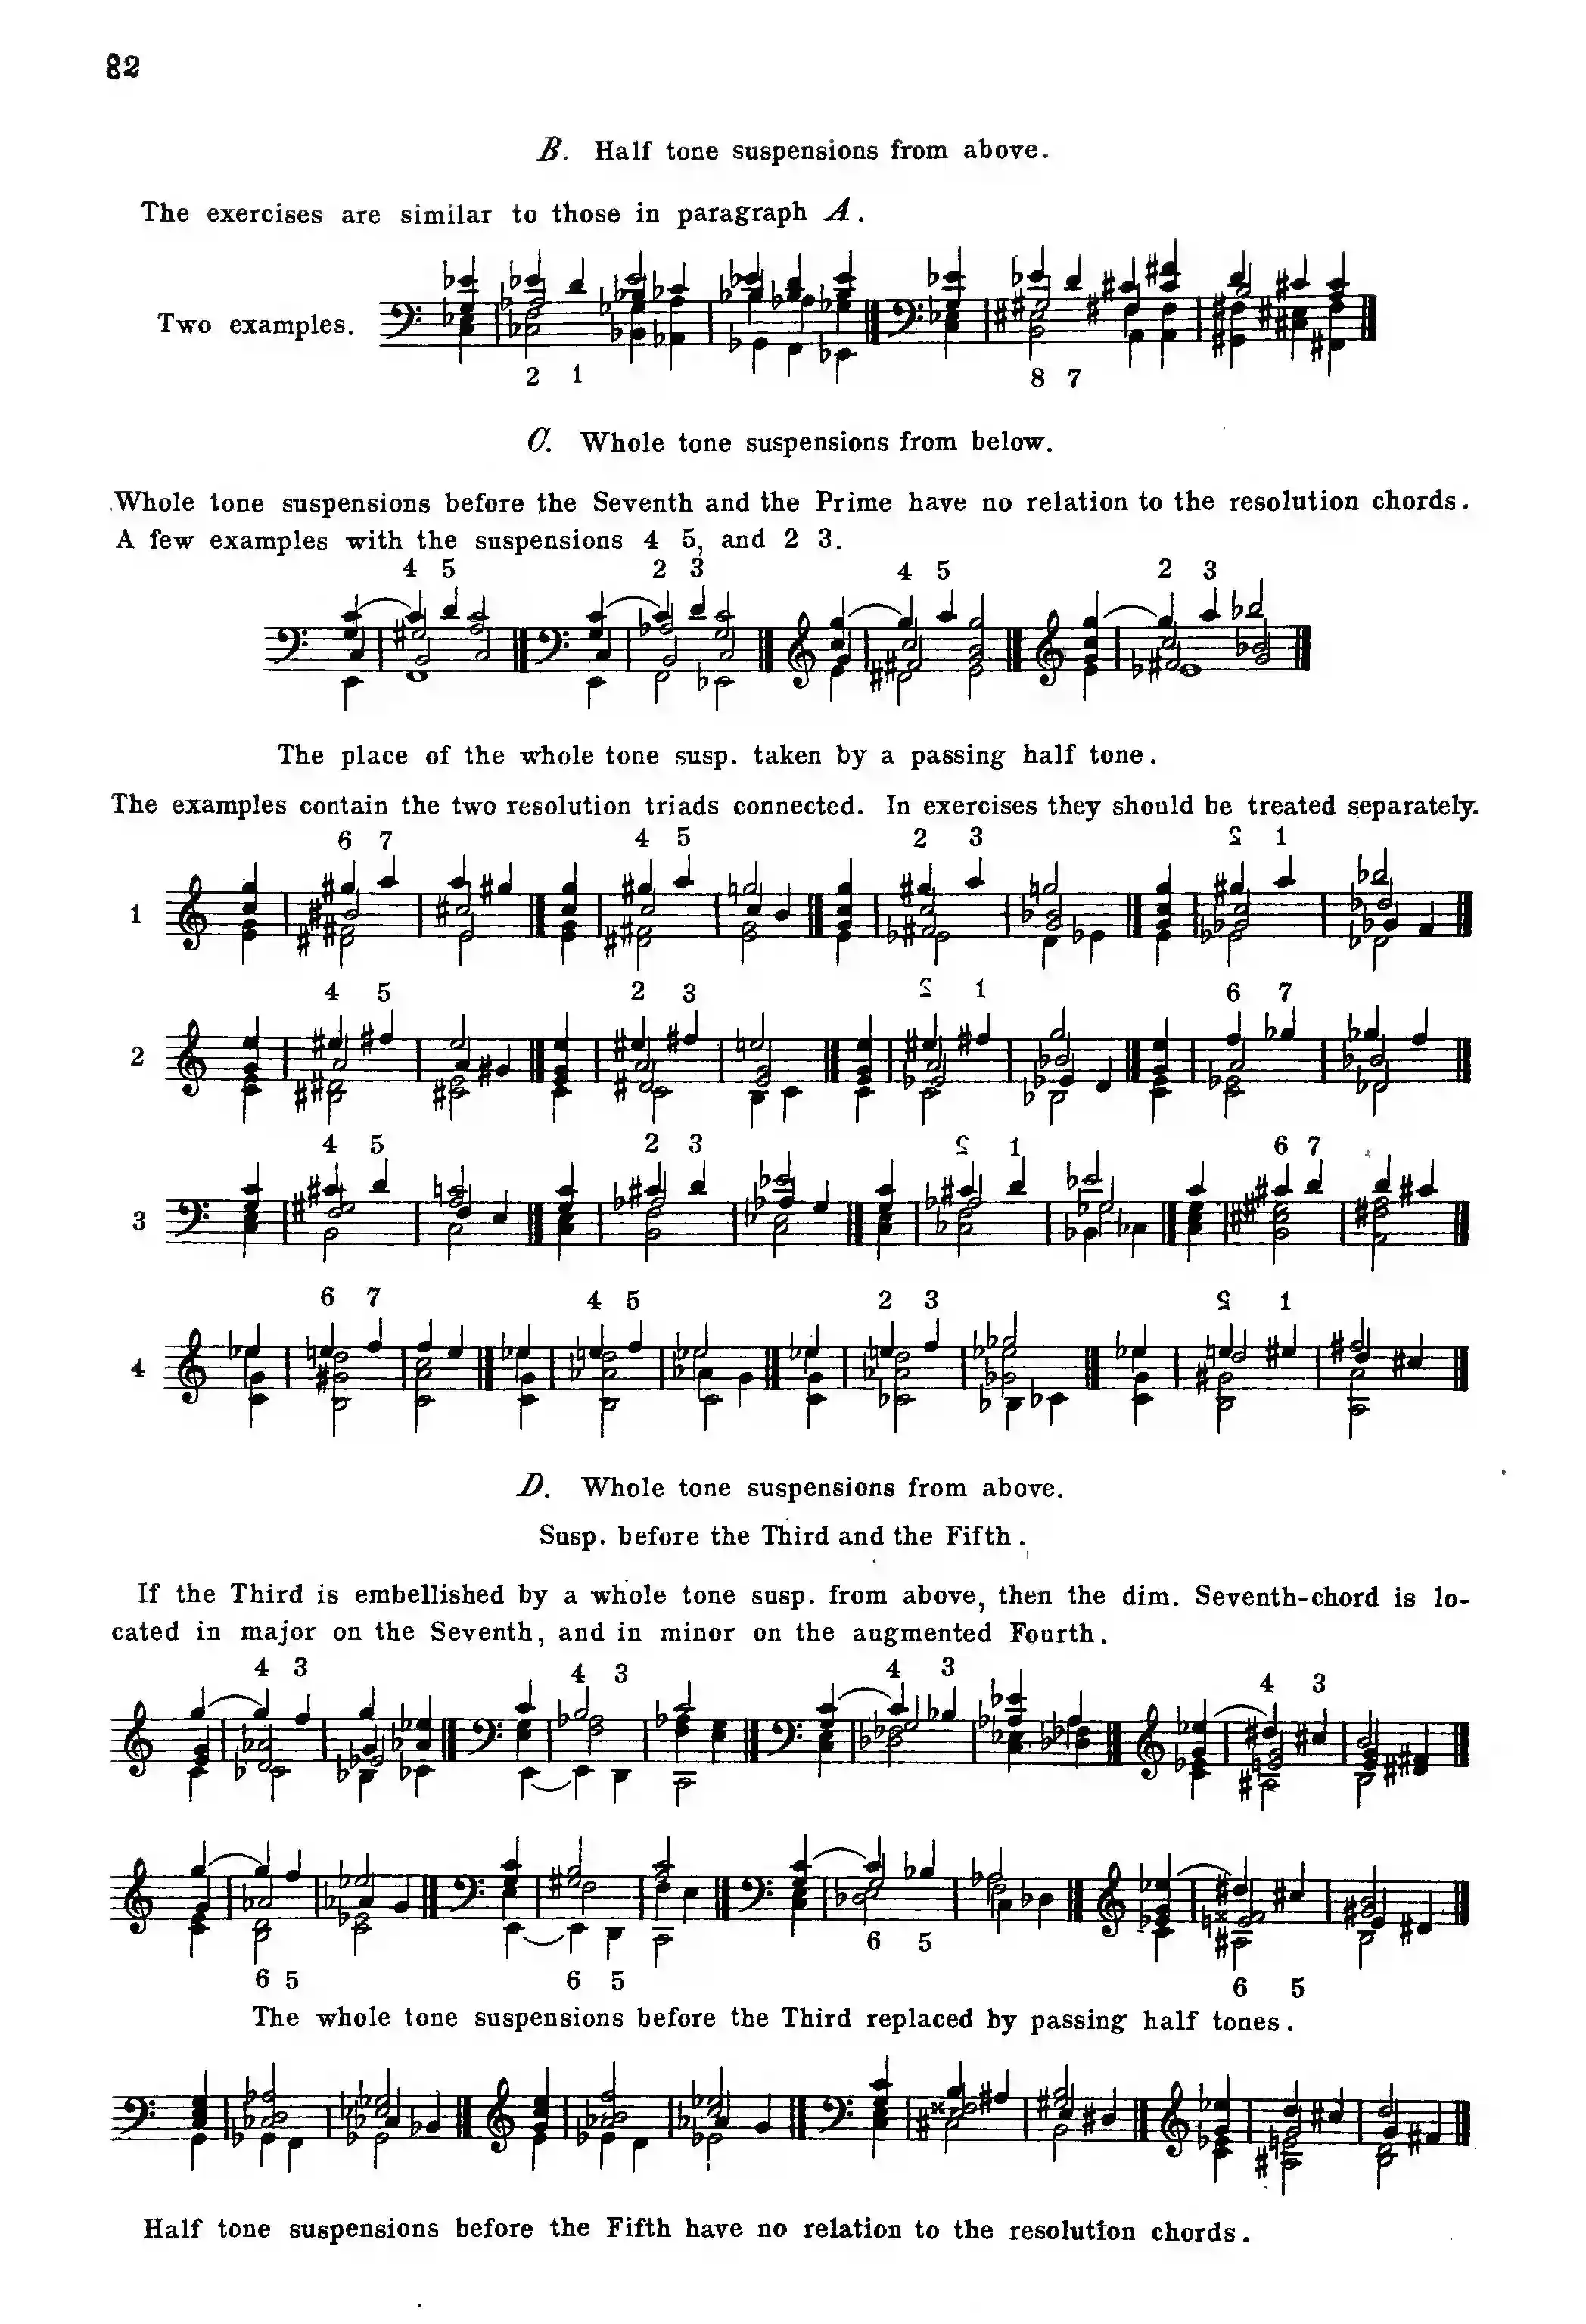 82
B. Half tone suspensions from above.
The exercises are similar to those in paragraph A.
Two examples.
2 1 8 7
C. Whole tone suspensions from below.
Whole tone suspensions before the Seventh and the Prime have no relation to the resolution chords.
A few examples with the suspensions 4 5, and 2 3.
4 5 2 3 4 5 2 3
The place of the whole tone susp. taken by a passing half tone.
The examples contain the two resolution triads connected. In exercises they should be treated separately.
6 7 4 5 2 3 1
1
4 5 2 3 1 6 7
2
4 5 2 3 1 6 7
3
6 7 4 5 2 3 1
4
D. Whole tone suspensions from above.
Susp. before the Third and the Fifth.
If the Third is embellished by a whole tone susp. from above, then the dim. Seventh-chord is lo-
cated in major on the Seventh, and in minor on the augmented Fourth.
4 3 4 3 4 3 4 3
6 5 6 5 6 5 6 5
The whole tone suspensions before the Third replaced by passing half tones.
Half tone suspensions before the Fifth have no relation to the resolution chords.